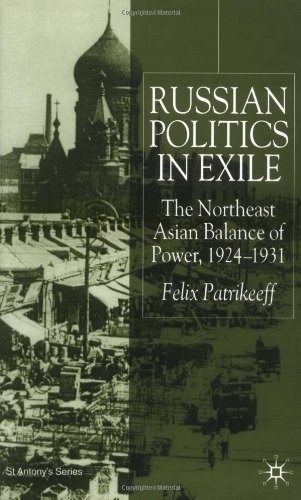 RUSSIAN
POLITICS
IN EXILE
The Northeast
Asian Balance of
Power, 1924–1931
Felix Patrikeeff
St Antony's Series